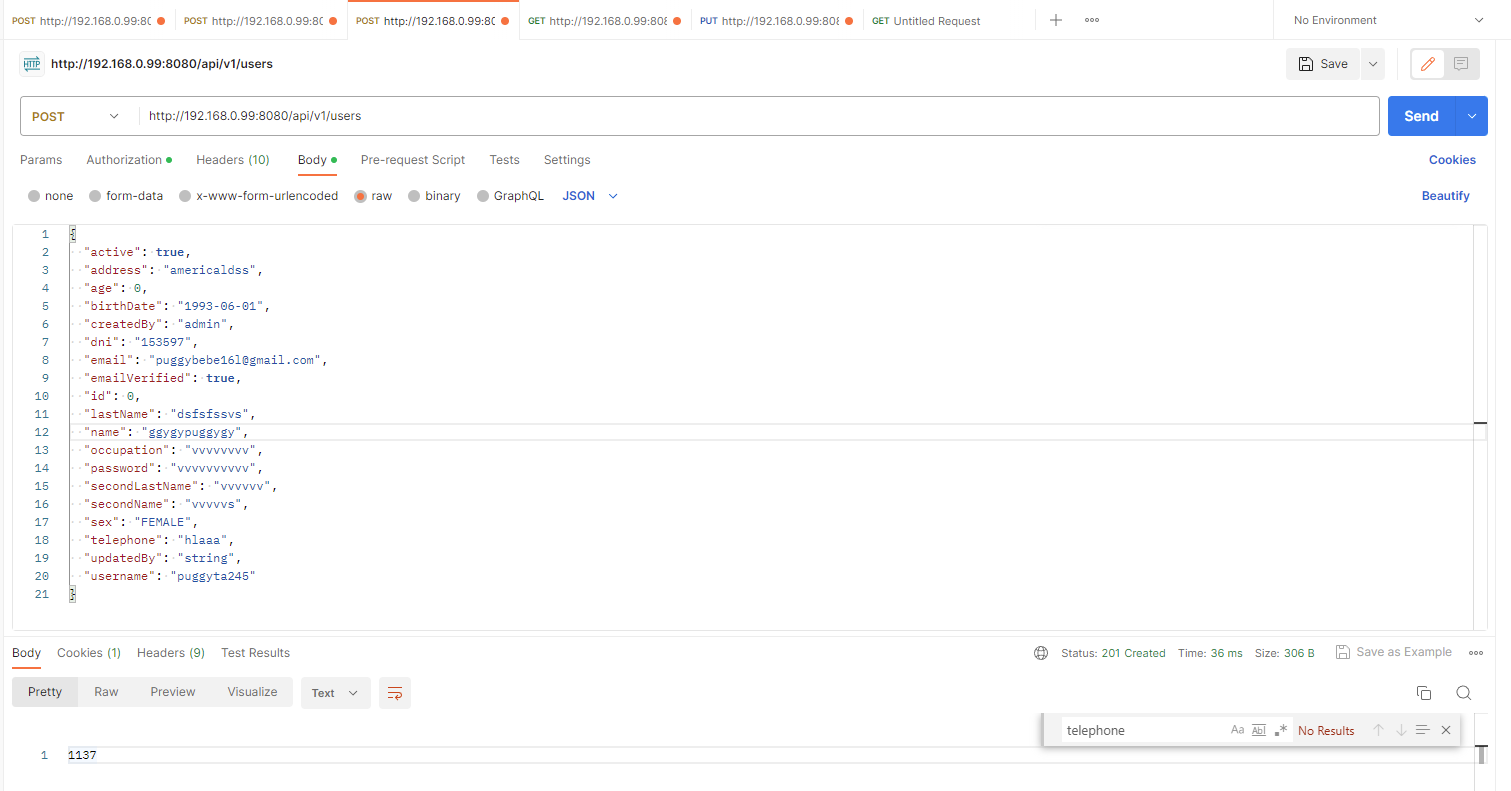 POST http://192.168.0.99:80 POST http://192.168.0.99:80 POST http://192.168.0.99:80 GET http://192.168.0.99:808 PUT http://192.168.0.99:808 GET Untitled Request No Environment
HTTP http://192.168.0.99:8080/api/v1/users Save
POST http://192.168.0.99:8080/api/v1/users Send
Params Authorization Headers (10) Body Pre-request Script Tests Settings Cookies
none form-data x-www-form-urlencoded raw binary GraphQL JSON Beautify
1 {
2 "active": true,
3 "address": "americaldss",
4 "age": 0,
5 "birthDate": "1993-06-01",
6 "createdBy": "admin",
7 "dni": "153597",
8 "email": "puggybebe16l@gmail.com",
9 "emailVerified": true,
10 "id": 0,
11 "lastName": "dsfsfssvs",
12 "name": "ggygypuggygy",
13 "occupation": "vvvvvvvv",
14 "password": "vvvvvvvvvv",
15 "secondLastName": "vvvvvv",
16 "secondName": "vvvvvs",
17 "sex": "FEMALE",
18 "telephone": "hlaaa",
19 "updatedBy": "string",
20 "username": "puggyta245"
21 }
Body Cookies (1) Headers (9) Test Results Status: 201 Created Time: 36 ms Size: 306 B Save as Example
Pretty Raw Preview Visualize Text
telephone Aa Abl .* No Results
1 1137